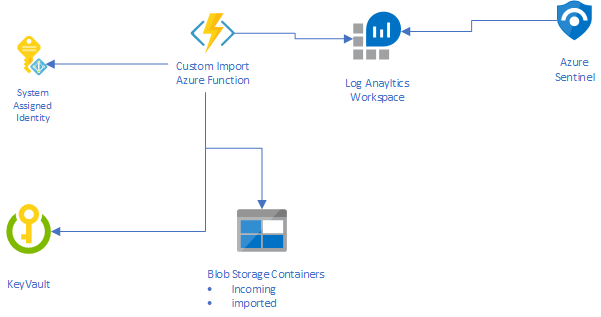 Custom Import
Azure Function
Log Anayltics
Workspace
Azure
Sentinel
System
Assigned
Identity
KeyVault
Blob Storage Containers
• Incoming
• imported